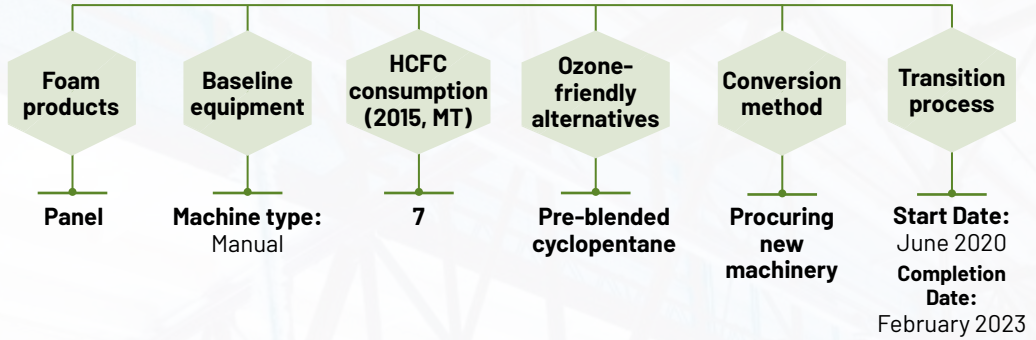 Foam
products
Baseline
equipment
HCFC
consumption
(2015, MT)
Ozone-
friendly
alternatives
Conversion
method
Transition
process
Panel
Machine type:
Manual
7
Pre-blended
cyclopentane
Procuring
new
machinery
Start Date:
June 2020
Completion
Date:
February 2023